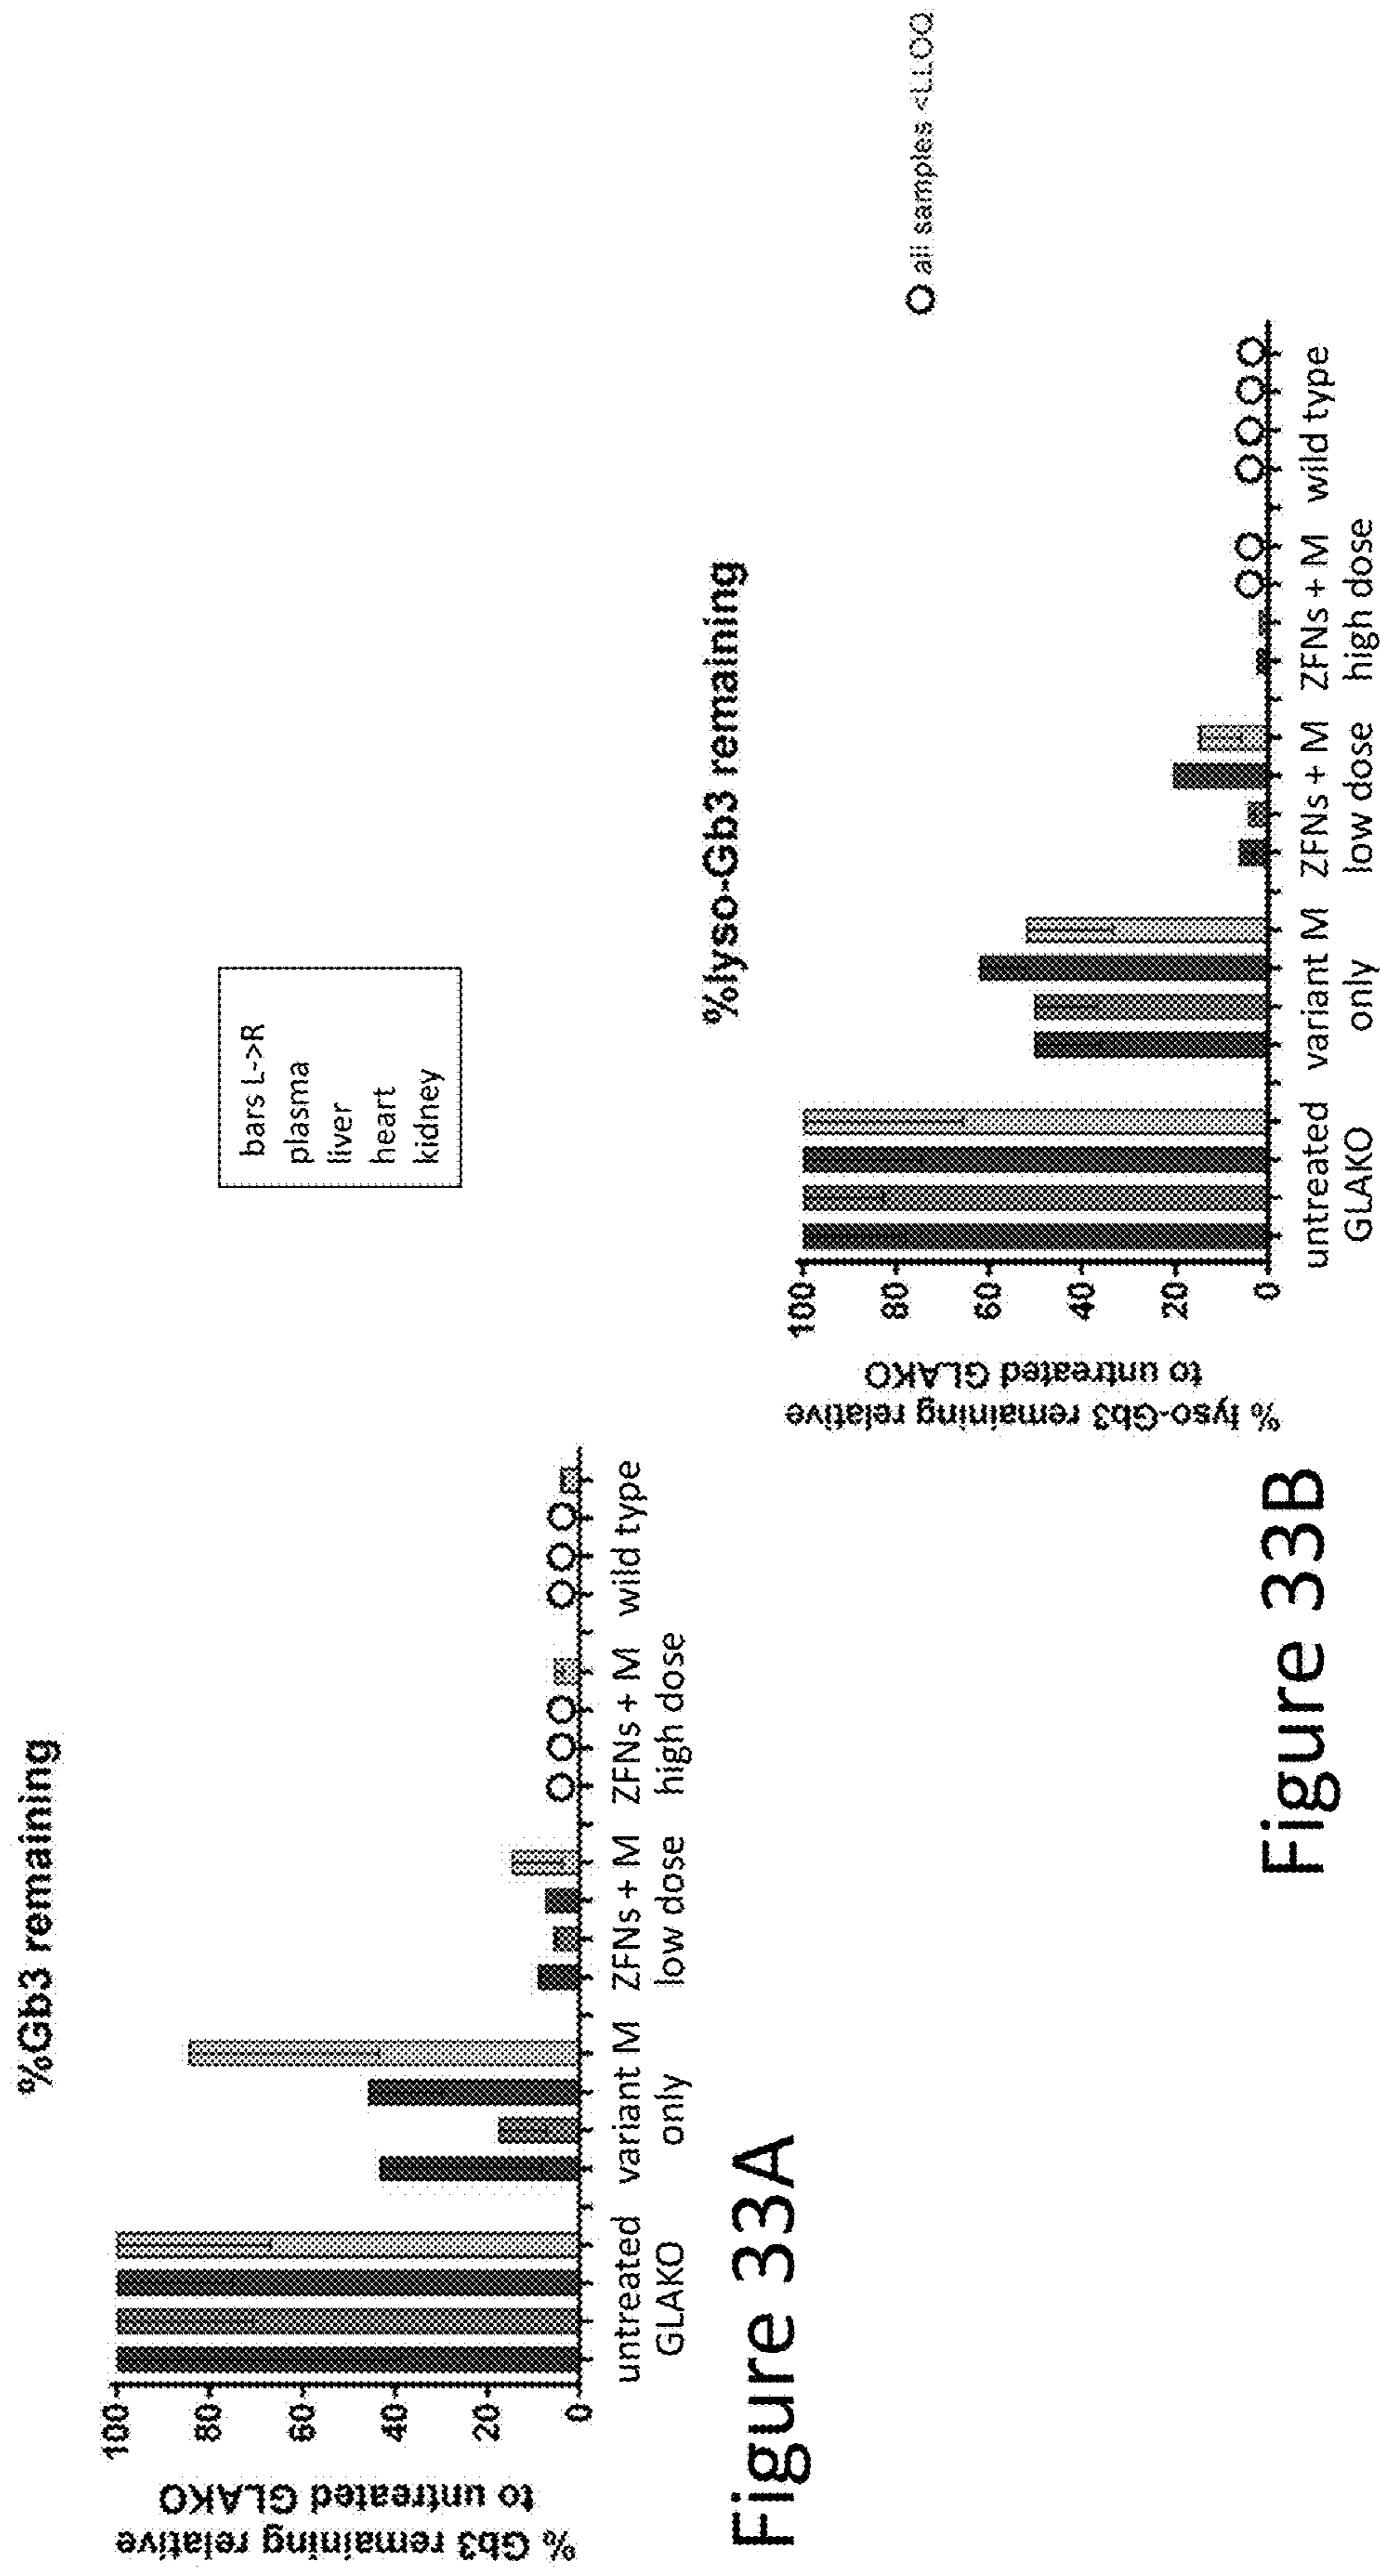 %Gb3 remaining
% Gb3 remaining relative
to untreated GLAKO
100
80
60
40
20
0
untreated
GLAKO
variant M
only
ZFNs + M
low dose
ZFNs + M
high dose
wild type
Figure 33A
bars L->R
plasma
liver
heart
kidney
%lyso-Gb3 remaining
% lyso-Gb3 remaining relative
to untreated GLAKO
100
80
60
40
20
0
untreated
GLAKO
variant M
only
ZFNs + M
low dose
ZFNs + M
high dose
wild type
all samples <LLOQ
Figure 33B